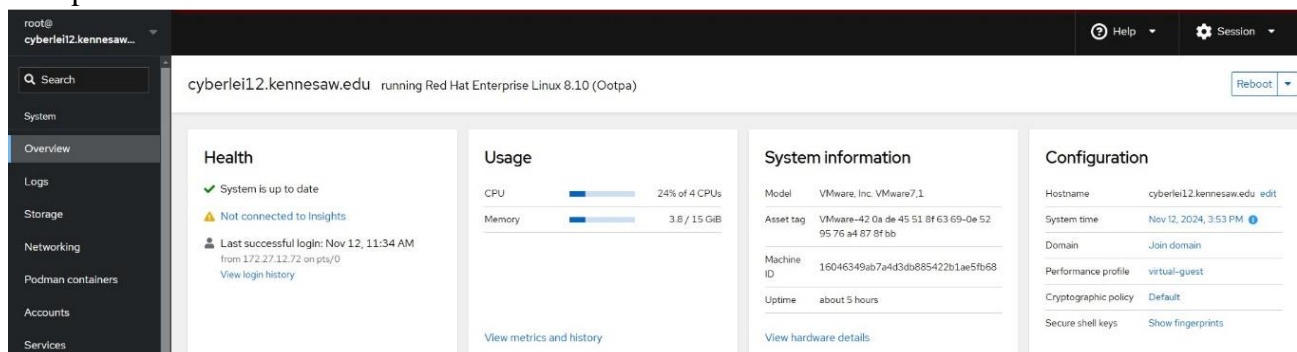 root@
cyberlei12.kennesaw...
Help
Session
Search
cyberlei12.kennesaw.edu running Red Hat Enterprise Linux 8.10 (Ootpa)
Reboot
System
Overview
Logs
Storage
Networking
Podman containers
Accounts
Services
Health
System is up to date
Not connected to Insights
Last successful login: Nov 12, 11:34 AM
from 172.27.12.72 on pts/0
View login history
Usage
CPU 24% of 4 CPUs
Memory 3.8 / 15 GiB
View metrics and history
System information
Model VMware, Inc. VMware7,1
Asset tag VMware-42 0a de 45 51 8f 63 69-0e 52
95 76 a4 87 8f bb
Machine
ID 16046349ab7a4d3db885422b1ae5fb68
Uptime about 5 hours
View hardware details
Configuration
Hostname cyberlei12.kennesaw.edu edit
System time Nov 12, 2024, 3:53 PM
Domain Join domain
Performance profile virtual-guest
Cryptographic policy Default
Secure shell keys Show fingerprints